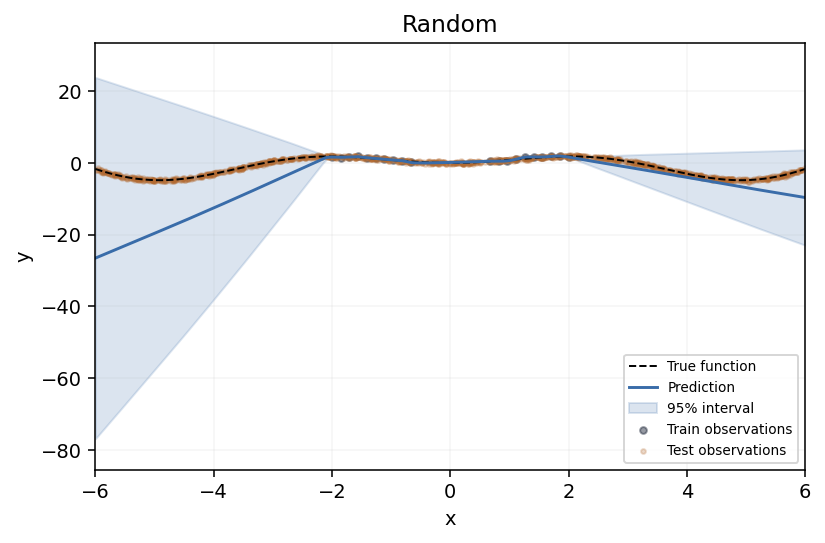 Random
20
0
−20
−40
−60
−80
y
−6
−4
−2
0
2
4
6
x
True function
Prediction
95% interval
Train observations
Test observations